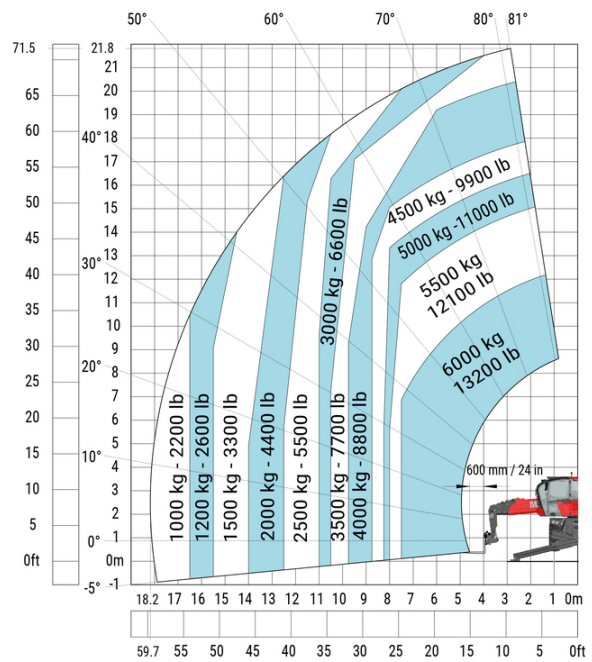 50°
60°
70°
80°
81°
71.5
21.8
21
65
20
19
60
40°
18
17
55
16
50
15
45
14
13
40
30°
12
35
11
10
30
9
25
20°
8
7
20
6
5
15
10°
4
10
3
2
5
0°
1
0ft
0m
-5°
-1
4500 kg - 9900 lb
5000 kg -11000 lb
5500 kg
12100 lb
6000 kg
13200 lb
3000 kg - 6600 lb
1000 kg - 2200 lb
1200 kg - 2600 lb
1500 kg - 3300 lb
2000 kg - 4400 lb
2500 kg - 5500 lb
3500 kg - 7700 lb
4000 kg - 8800 lb
600 mm / 24 in
18.2 17 16 15 14 13 12 11 10 9 8 7 6 5 4 3 2 1 0m
59.7 55 50 45 40 35 30 25 20 15 10 5 0ft